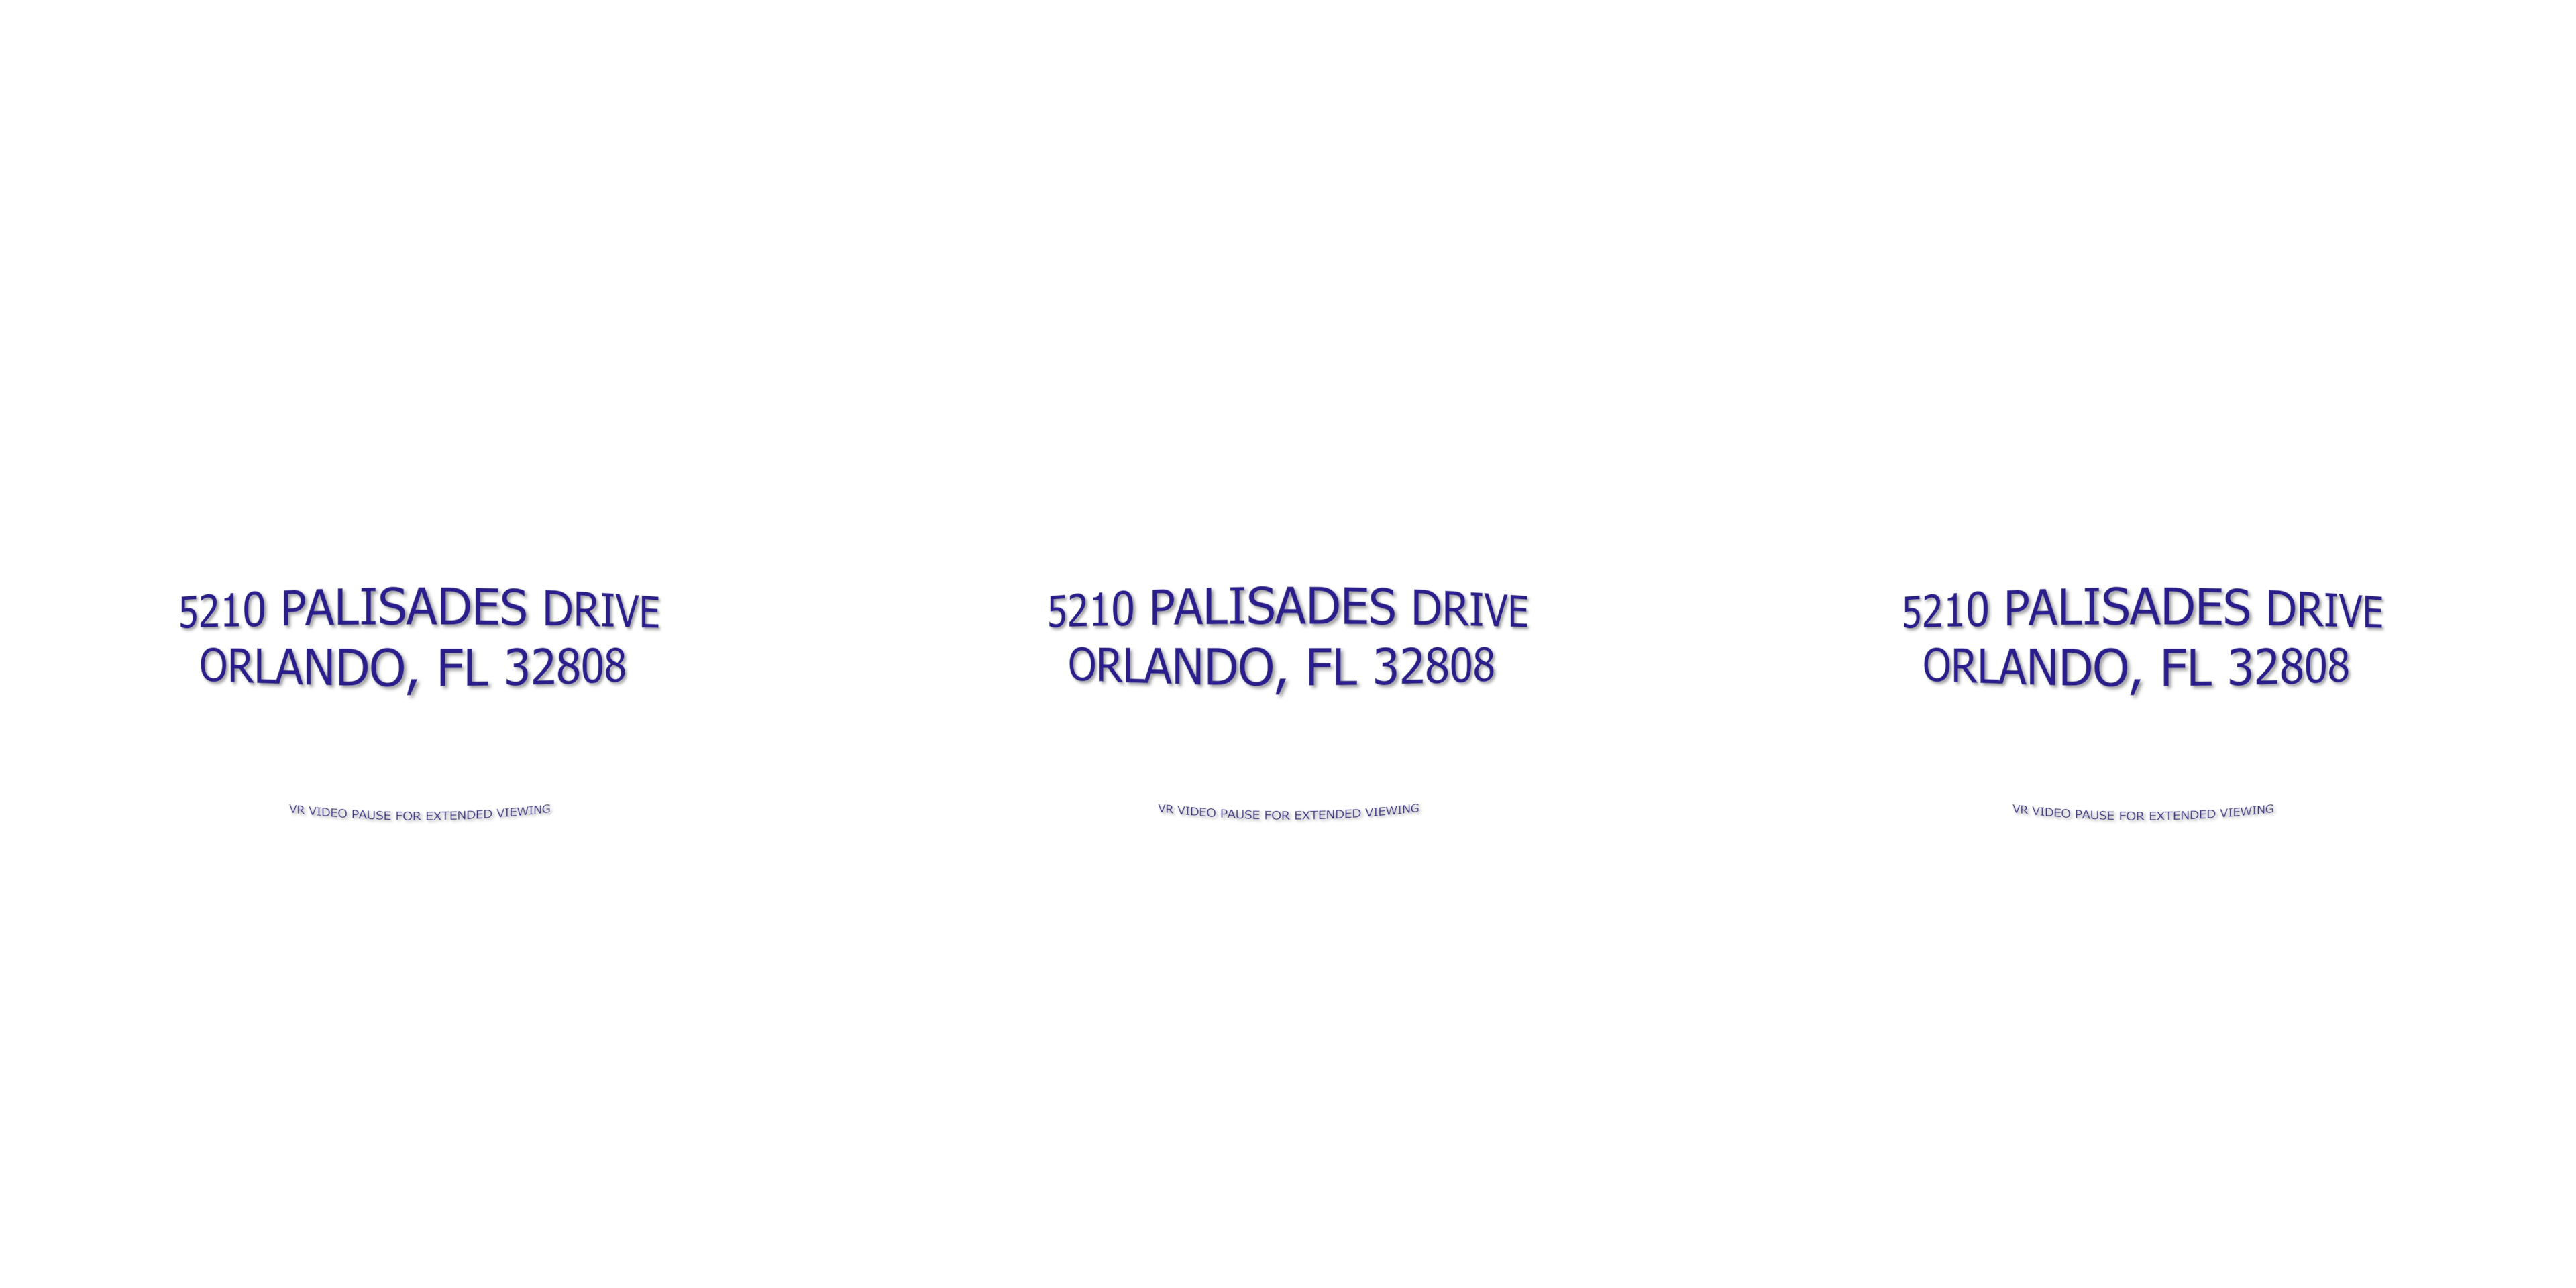 5210 PALISADES DRIVE
ORLANDO, FL 32808
VR VIDEO PAUSE FOR EXTENDED VIEWING
5210 PALISADES DRIVE
ORLANDO, FL 32808
VR VIDEO PAUSE FOR EXTENDED VIEWING
5210 PALISADES DRIVE
ORLANDO, FL 32808
VR VIDEO PAUSE FOR EXTENDED VIEWING